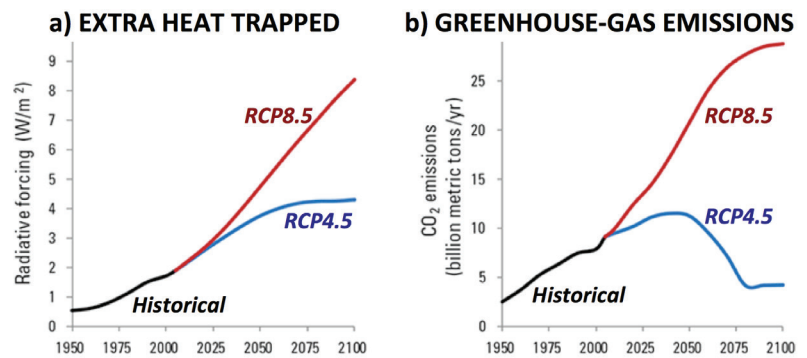 a) EXTRA HEAT TRAPPED
Radiative forcing (W/m²)
9
8
7
6
5
4
3
2
1
0
RCP8.5
RCP4.5
Historical
1950 1975 2000 2025 2050 2075 2100
b) GREENHOUSE-GAS EMISSIONS
CO₂ emissions
(billion metric tons/yr)
25
20
15
10
5
0
RCP8.5
RCP4.5
Historical
1950 1975 2000 2025 2050 2075 2100